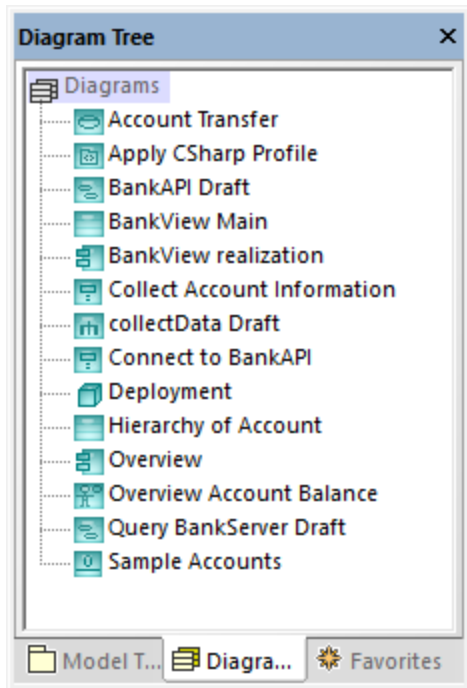 Diagram Tree
Diagrams
Account Transfer
Apply CSharp Profile
BankAPI Draft
BankView Main
BankView realization
Collect Account Information
collectData Draft
Connect to BankAPI
Deployment
Hierarchy of Account
Overview
Overview Account Balance
Query BankServer Draft
Sample Accounts
Model T... Diagra... Favorites